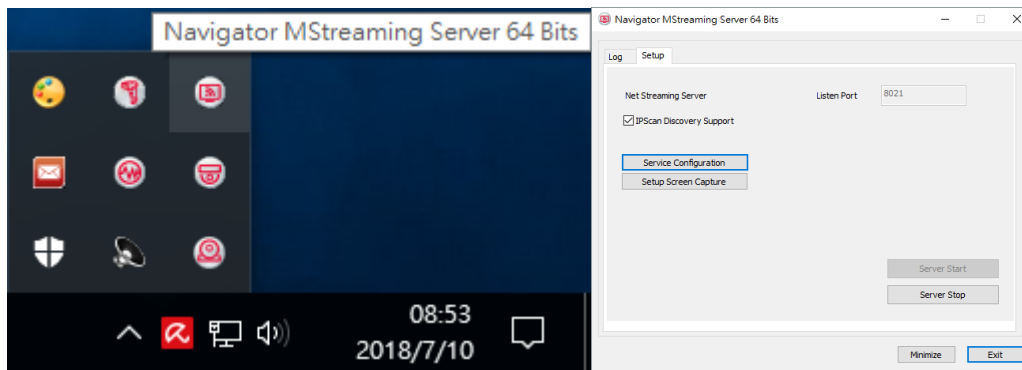 Navigator MStreaming Server 64 Bits
08:53
2018/7/10
Navigator MStreaming Server 64 Bits
Log
Setup
Net Streaming Server
Listen Port
8021
IPScan Discovery Support
Service Configuration
Setup Screen Capture
Server Start
Server Stop
Minimize
Exit